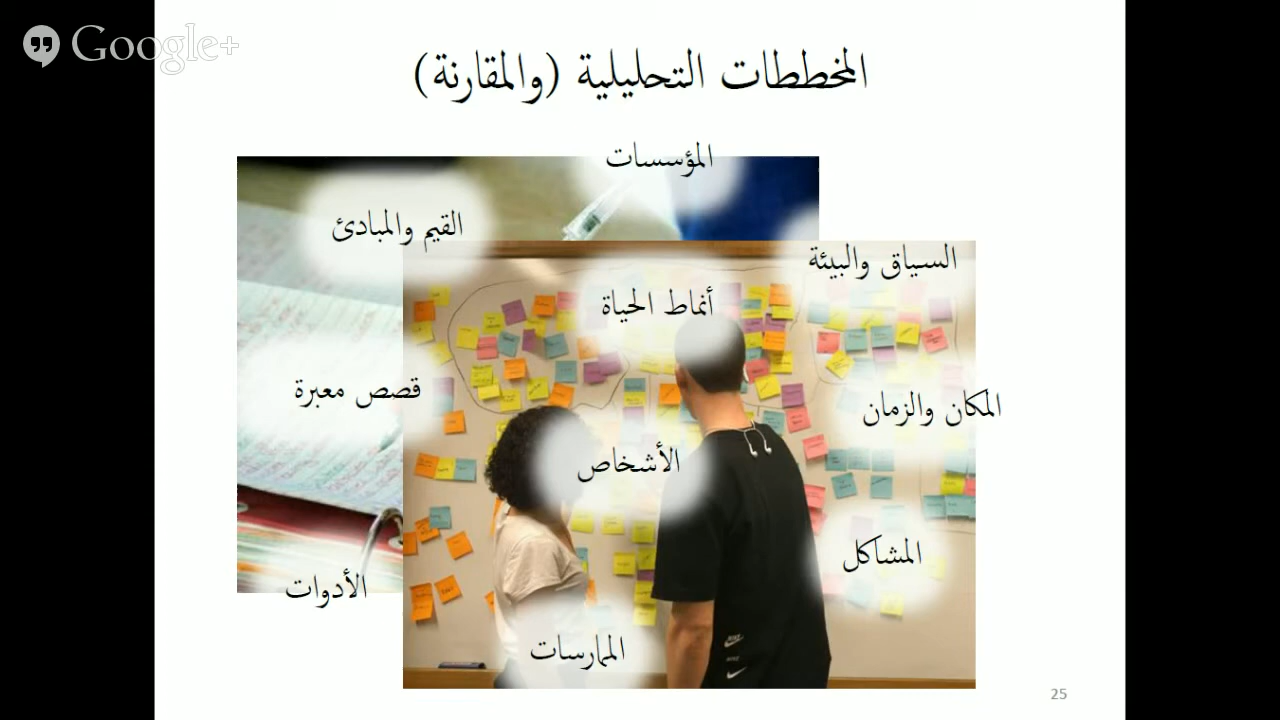 Google+
المخططات التحليلية (والمقارنة)
المؤسسات
القيم والمبادئ
السياق والبيئة
أنماط الحياة
قصص معبرة
المكان والزمان
الأشخاص
المشاكل
الأدوات
الممارسات
25